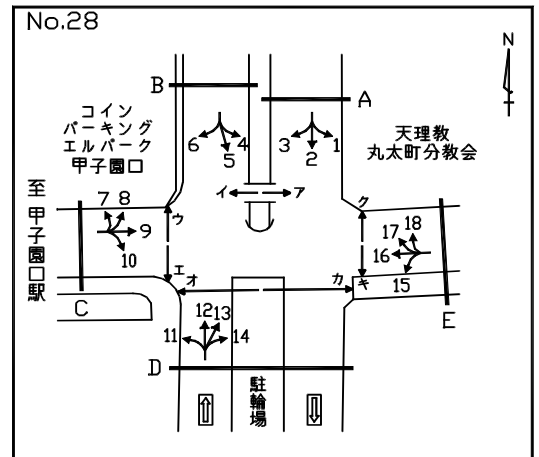 No.28
N
B
A
コイン
パーキング
エルパーク
甲子園口
天理教
丸太町分教会
6 5 4
3 2 1
至甲子園口駅
イ ア
ク
7 8
ウ
9
10
17 18
16
15
エ オ
カ キ
C
E
12 13
11 14
D
駐輪場